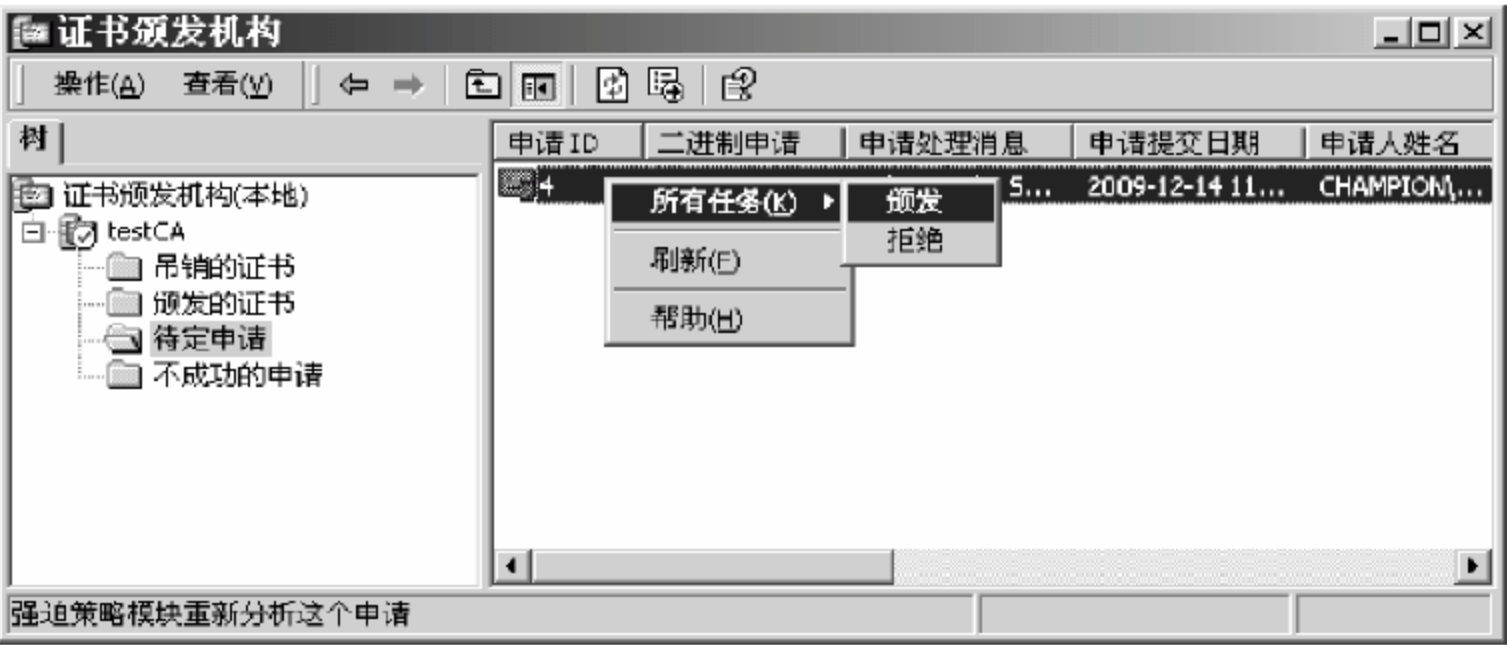 证书颁发机构
操作(A) 查看(V)
树
申请 ID 二进制申请 申请处理消息 申请提交日期 申请人姓名
证书颁发机构(本地)
testCA
吊销的证书
颁发的证书
待定申请
不成功的申请
4 S... 2009-12-14 11... CHAMPION\...
所有任务(K) 颁发
拒绝
刷新(F)
帮助(H)
强迫策略模块重新分析这个申请